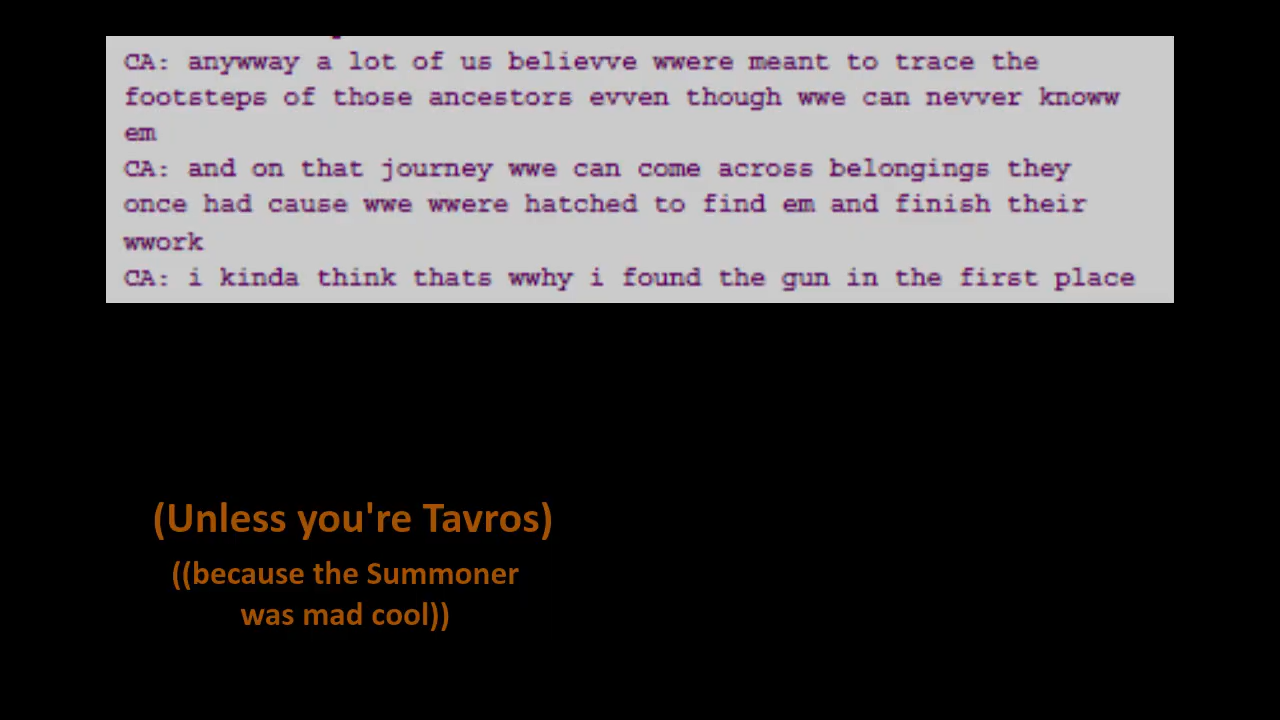 CA: anywway a lot of us believve wwere meant to trace the
footsteps of those ancestors evven though wwe can nevver knoww
em
CA: and on that journey wwe can come across belongings they
once had cause wwe wwere hatched to find em and finish their
wwork
CA: i kinda think thats wwhy i found the gun in the first place
(Unless you're Tavros)
((because the Summoner
was mad cool))